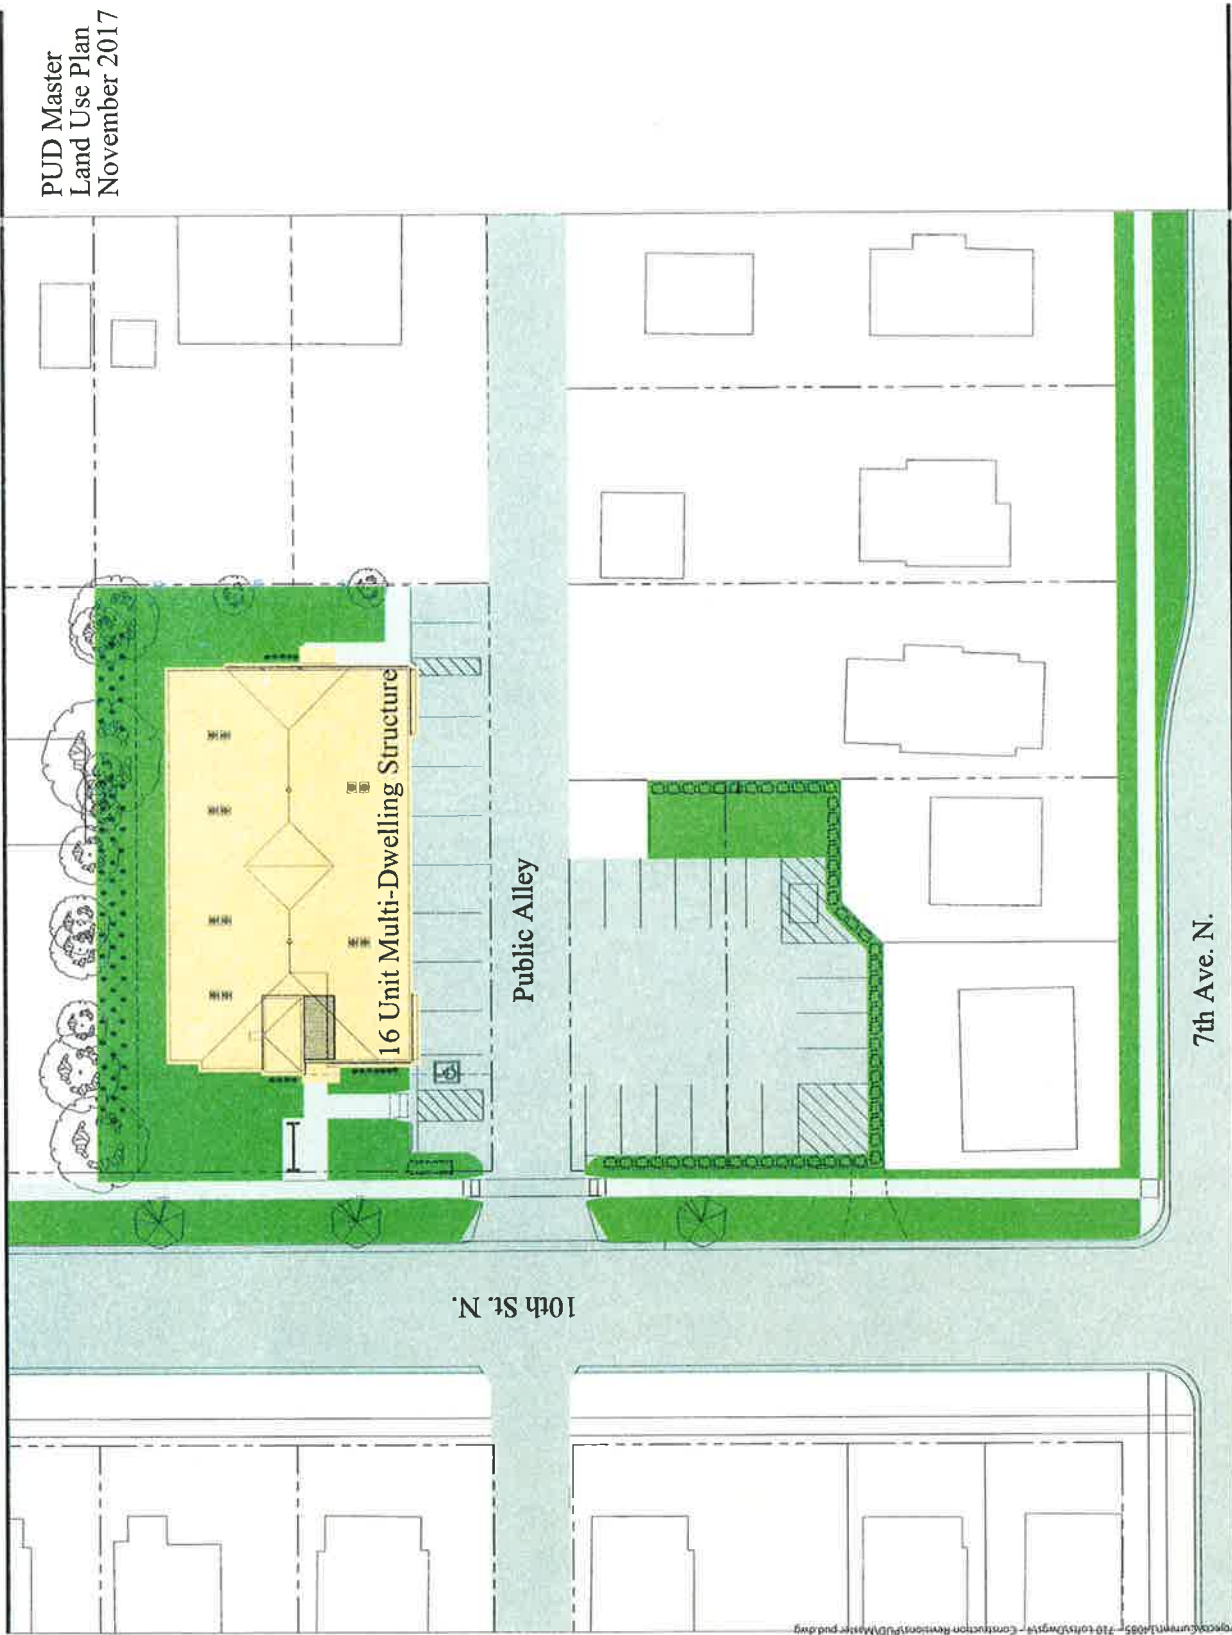 PUD Master
Land Use Plan
November 2017
16 Unit Multi-Dwelling Structure
Public Alley
10th St. N.
7th Ave. N.